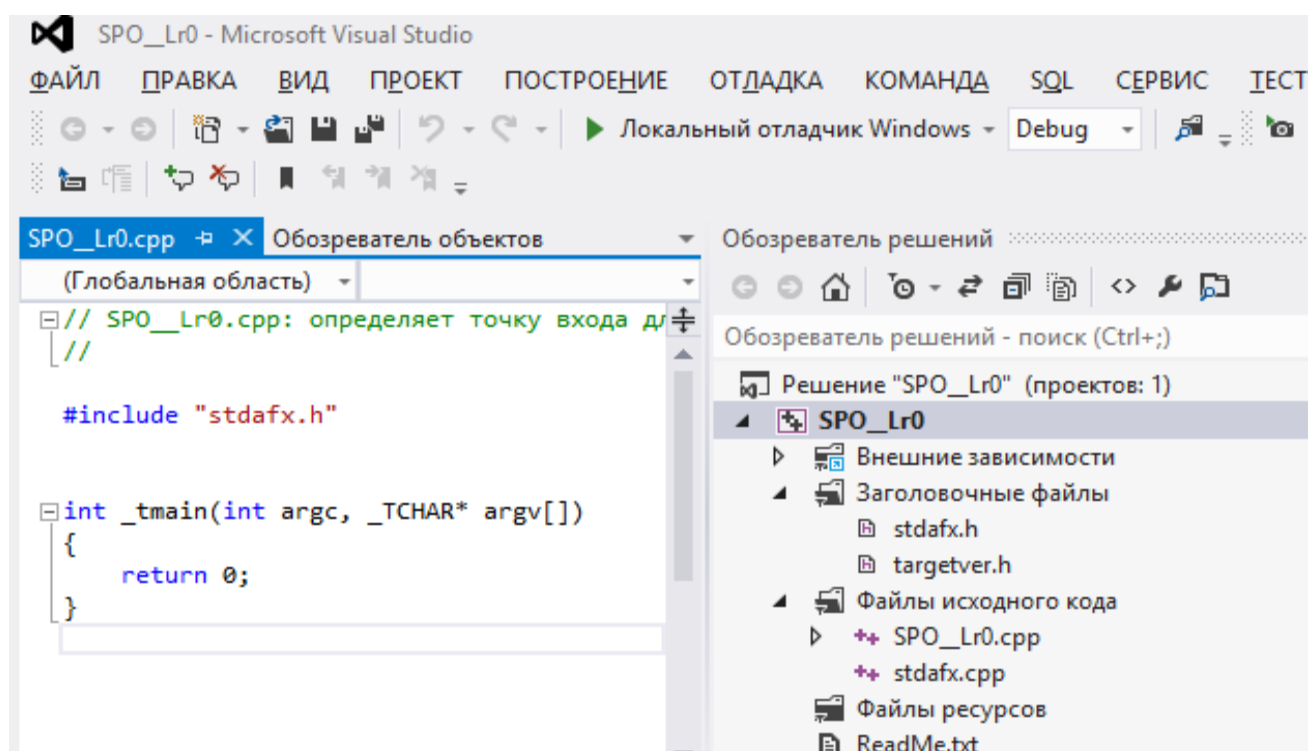 SPO__Lr0 - Microsoft Visual Studio
ФАЙЛ ПРАВКА ВИД ПРОЕКТ ПОСТРОЕНИЕ ОТЛАДКА КОМАНДА SQL СЕРВИС ТЕСТ
Локальный отладчик Windows Debug
SPO__Lr0.cpp Обозреватель объектов
(Глобальная область)
// SPO__Lr0.cpp: определяет точку входа дл
//
#include "stdafx.h"
int _tmain(int argc, _TCHAR* argv[])
{
return 0;
}
Обозреватель решений
Обозреватель решений - поиск (Ctrl+;)
Решение "SPO__Lr0" (проектов: 1)
SPO__Lr0
Внешние зависимости
Заголовочные файлы
stdafx.h
targetver.h
Файлы исходного кода
SPO__Lr0.cpp
stdafx.cpp
Файлы ресурсов
ReadMe.txt